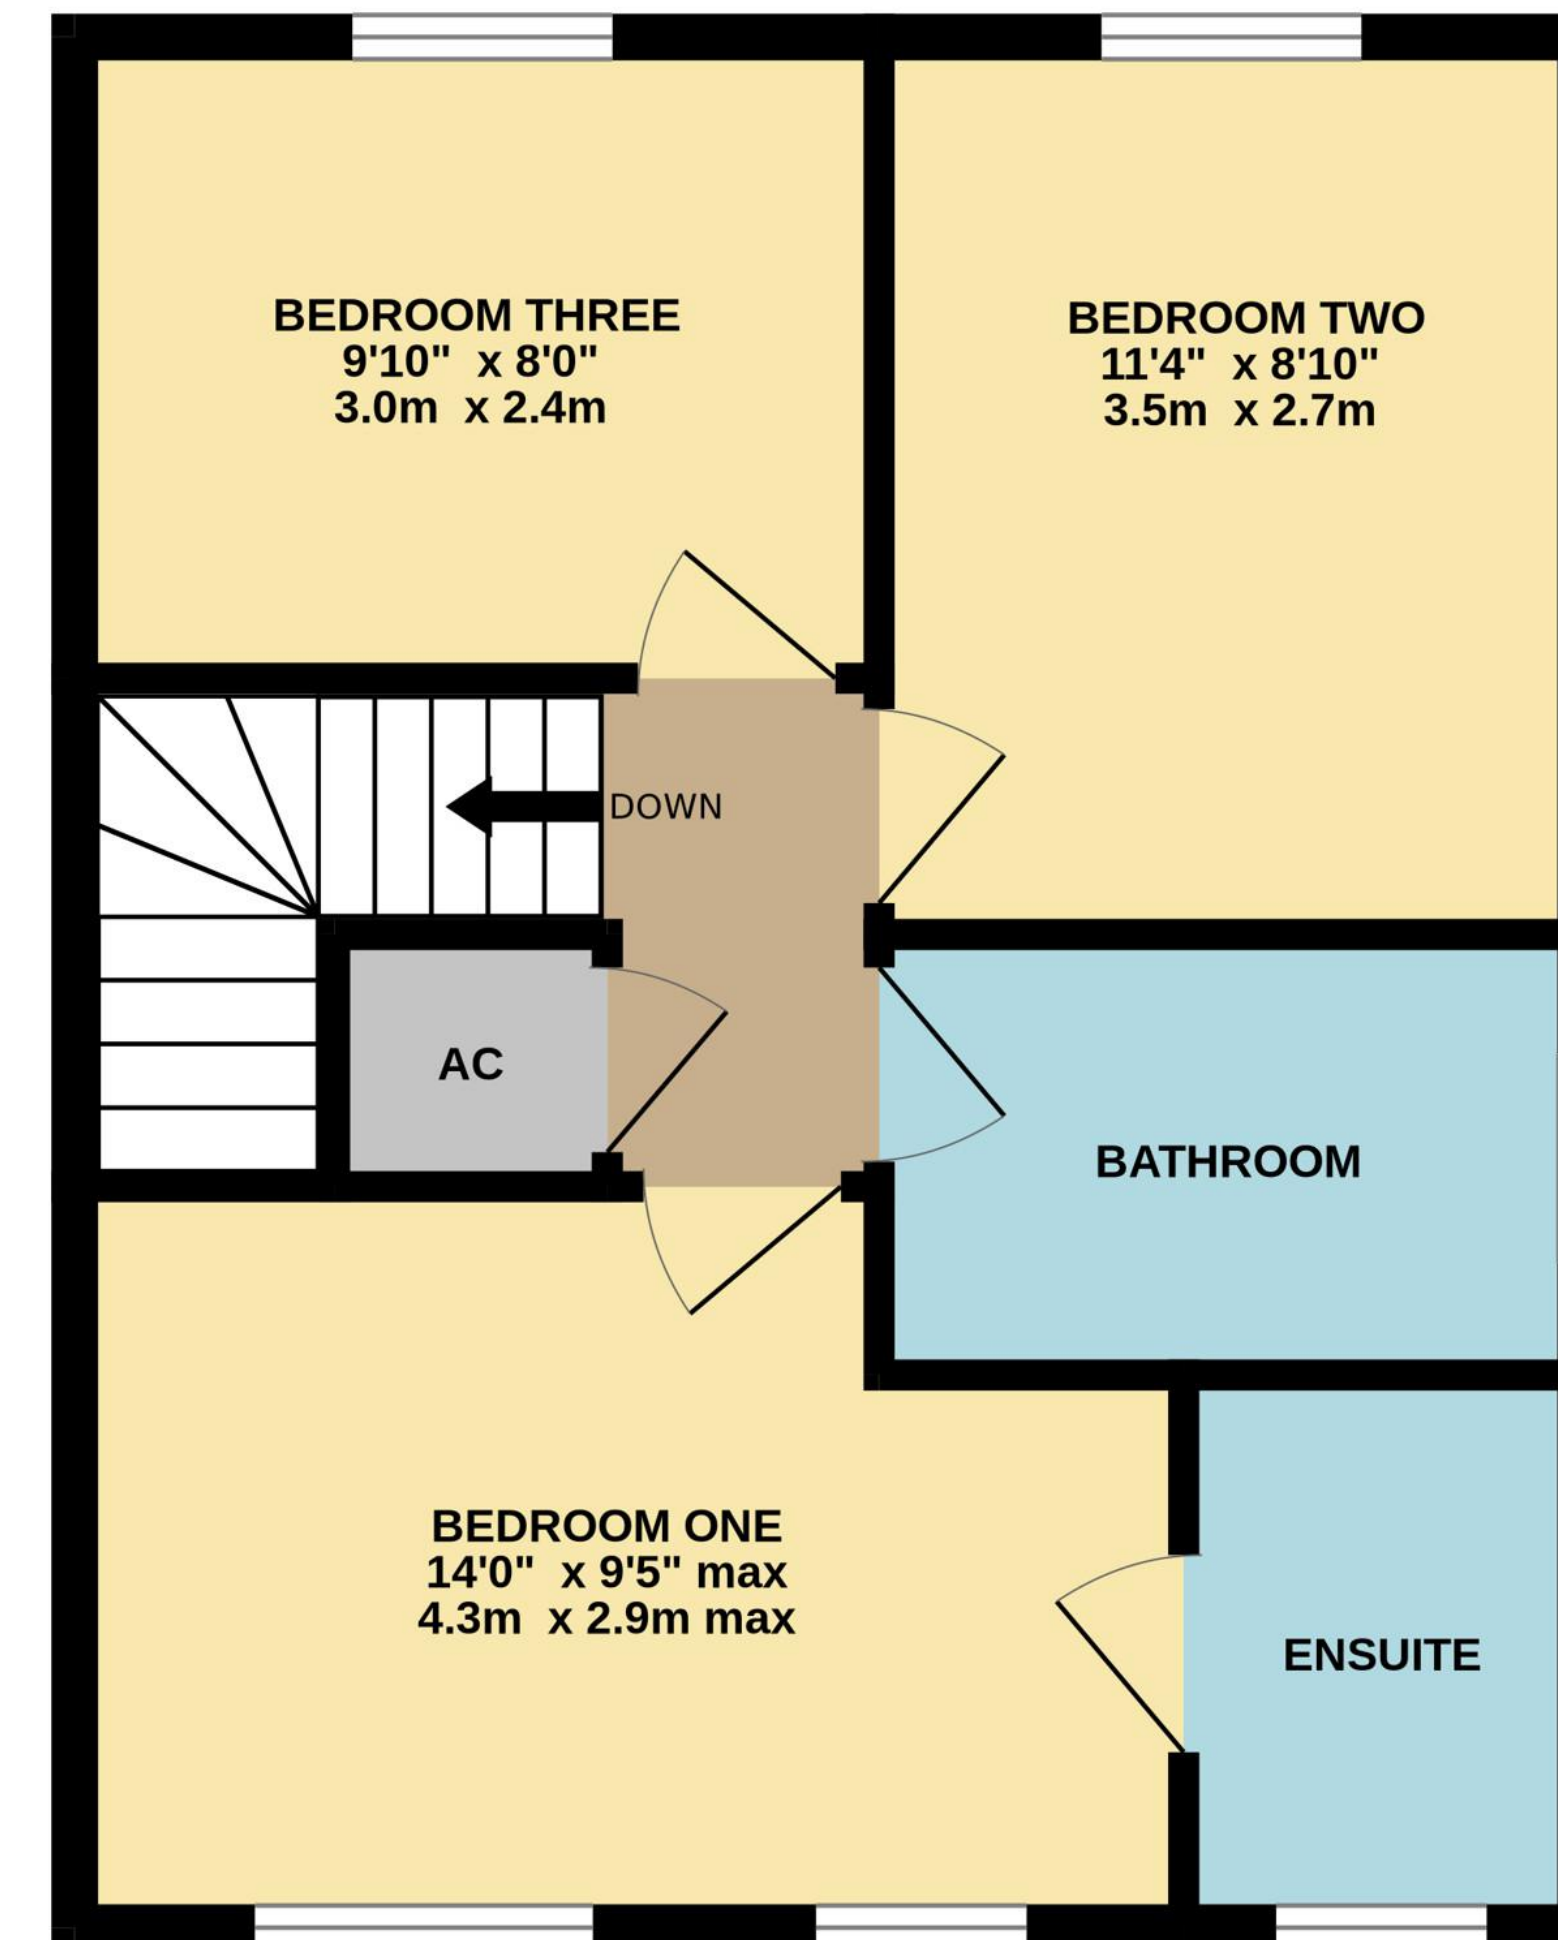 BEDROOM THREE
9'10" x 8'0"
3.0m x 2.4m
BEDROOM TWO
11'4" x 8'10"
3.5m x 2.7m
DOWN
AC
BATHROOM
BEDROOM ONE
14'0" x 9'5" max
4.3m x 2.9m max
ENSUITE